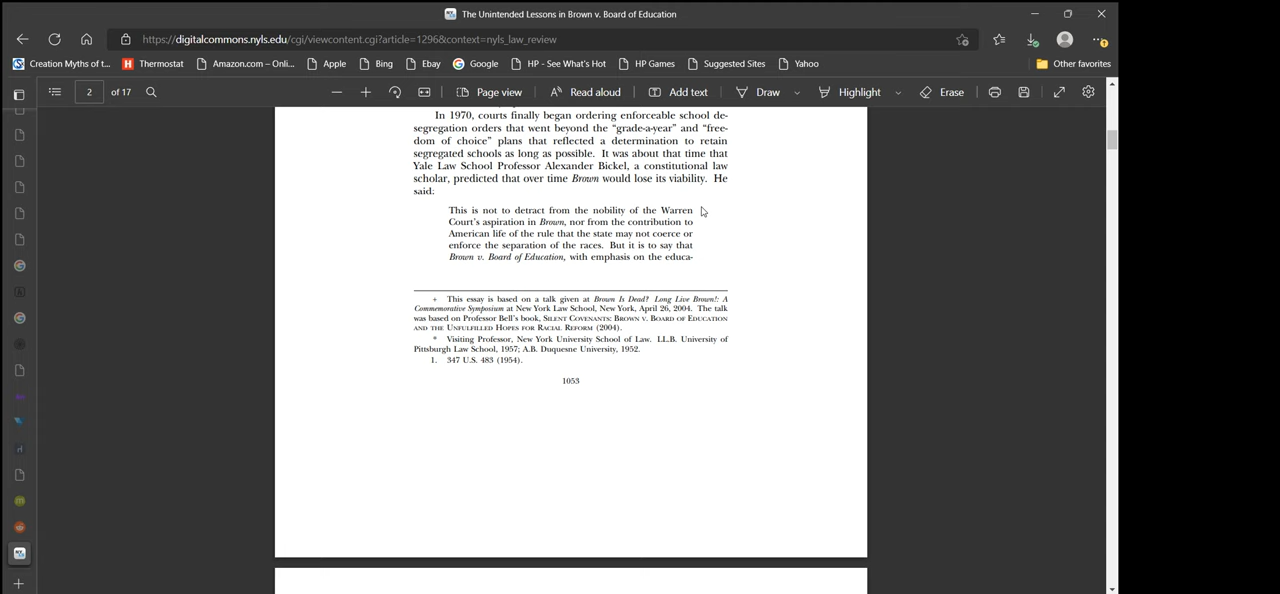 The Unintended Lessons in Brown v. Board of Education
https://digitalcommons.nyls.edu/cgi/viewcontent.cgi?article=1296&context=nyls_law_review
Creation Myths of t... Thermostat Amazon.com – Onli... Apple Bing Ebay Google HP - See What's Hot HP Games Suggested Sites Yahoo Other favorites
2 of 17 Page view Read aloud Add text Draw Highlight Erase
In 1970, courts finally began ordering enforceable school de-
segregation orders that went beyond the “grade-a-year” and “free-
dom of choice” plans that reflected a determination to retain
segregated schools as long as possible. It was about that time that
Yale Law School Professor Alexander Bickel, a constitutional law
scholar, predicted that over time Brown would lose its viability. He
said:
This is not to detract from the nobility of the Warren
Court's aspiration in Brown, nor from the contribution to
American life of the rule that the state may not coerce or
enforce the separation of the races. But it is to say that
Brown v. Board of Education, with emphasis on the educa-
+ This essay is based on a talk given at Brown Is Dead? Long Live Brown!: A
Commemorative Symposium at New York Law School, New York, April 26, 2004. The talk
was based on Professor Bell's book, SILENT COVENANTS: BROWN V. BOARD OF EDUCATION
AND THE UNFULFILLED HOPES FOR RACIAL REFORM (2004).
* Visiting Professor, New York University School of Law. LL.B. University of
Pittsburgh Law School, 1957; A.B. Duquesne University, 1952.
1. 347 U.S. 483 (1954).
1053